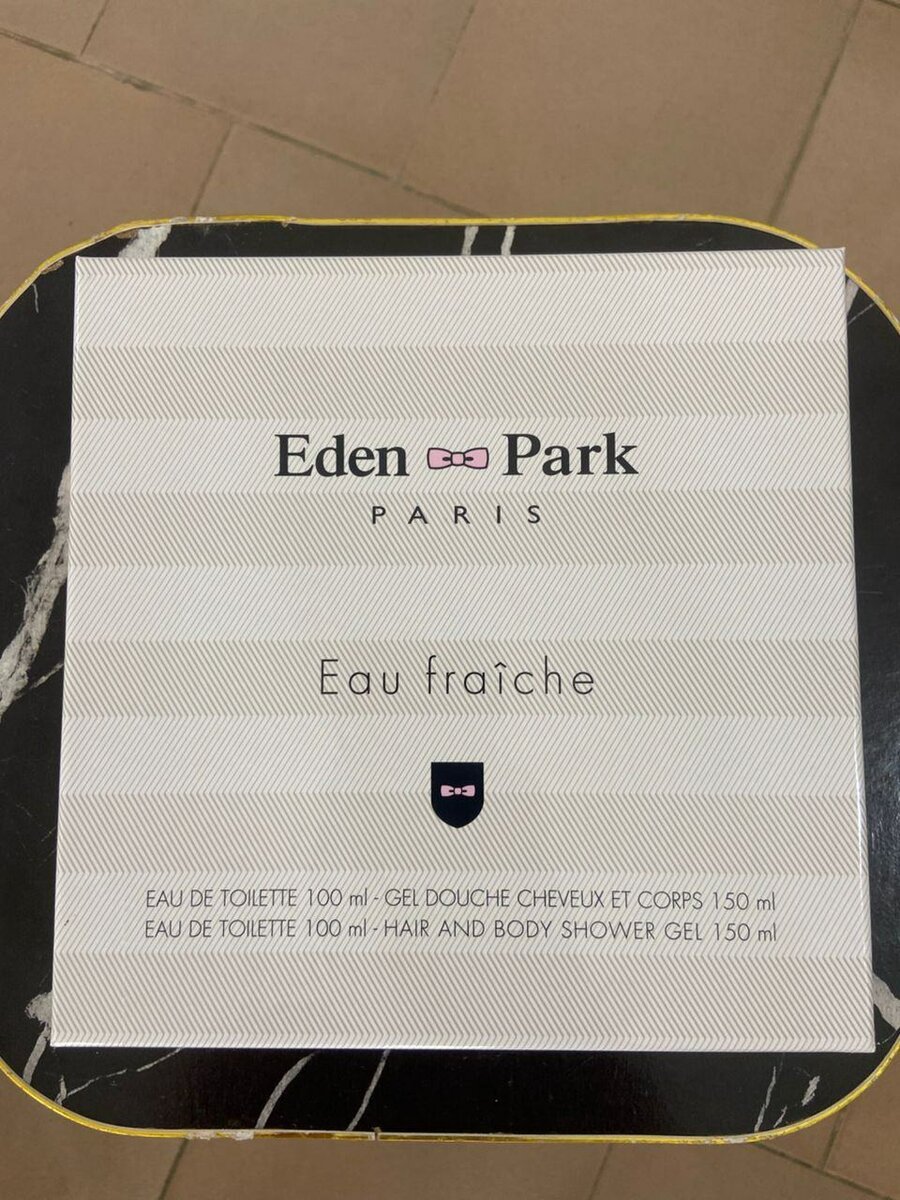 Eden Park
PARIS
Eau fraîche
EAU DE TOILETTE 100 ml - GEL DOUCHE CHEVEUX ET CORPS 150 ml
EAU DE TOILETTE 100 ml - HAIR AND BODY SHOWER GEL 150 ml